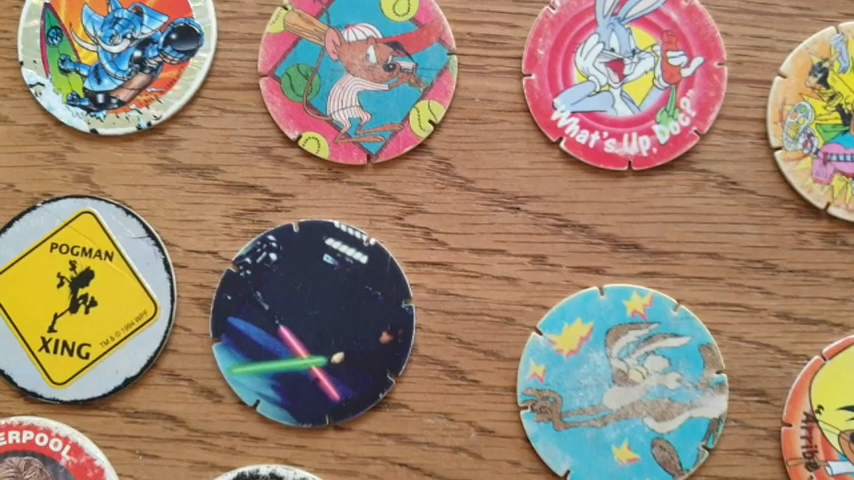 "What's Up, Doc?"
POGMAN
XING
TM & © 1994 WPF
ERPOOL
Arriba